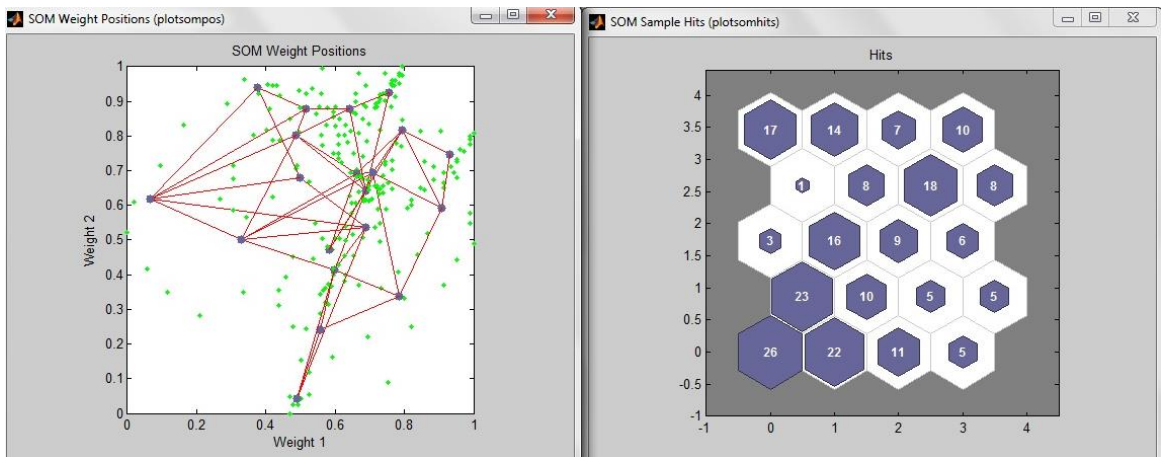 SOM Weight Positions (plotsompos)
SOM Weight Positions
1
0.9
0.8
0.7
0.6
0.5
0.4
0.3
0.2
0.1
0
Weight 2
0 0.2 0.4 0.6 0.8 1
Weight 1
SOM Sample Hits (plotsomhits)
Hits
4
3.5
3
2.5
2
1.5
1
0.5
0
-0.5
-1
17 14 7 10
1 8 18 8
3 16 9 6
23 10 5 5
26 22 11 5
-1 0 1 2 3 4